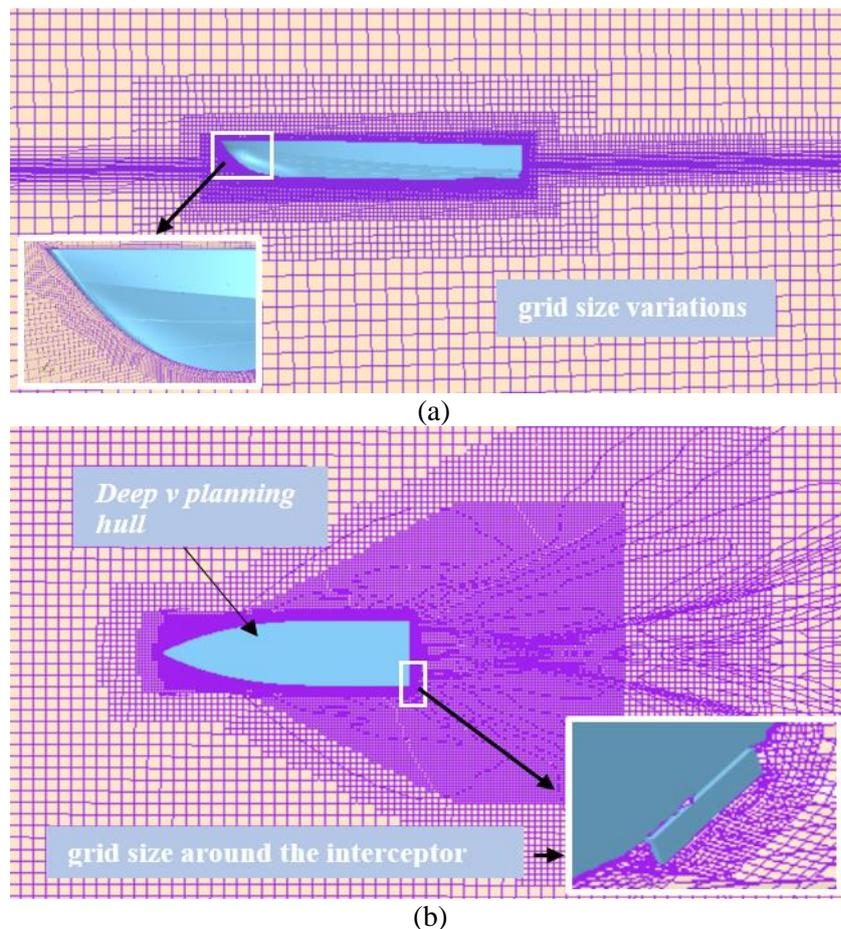 grid size variations
(a)
Deep v planning
hull
grid size around the interceptor
(b)